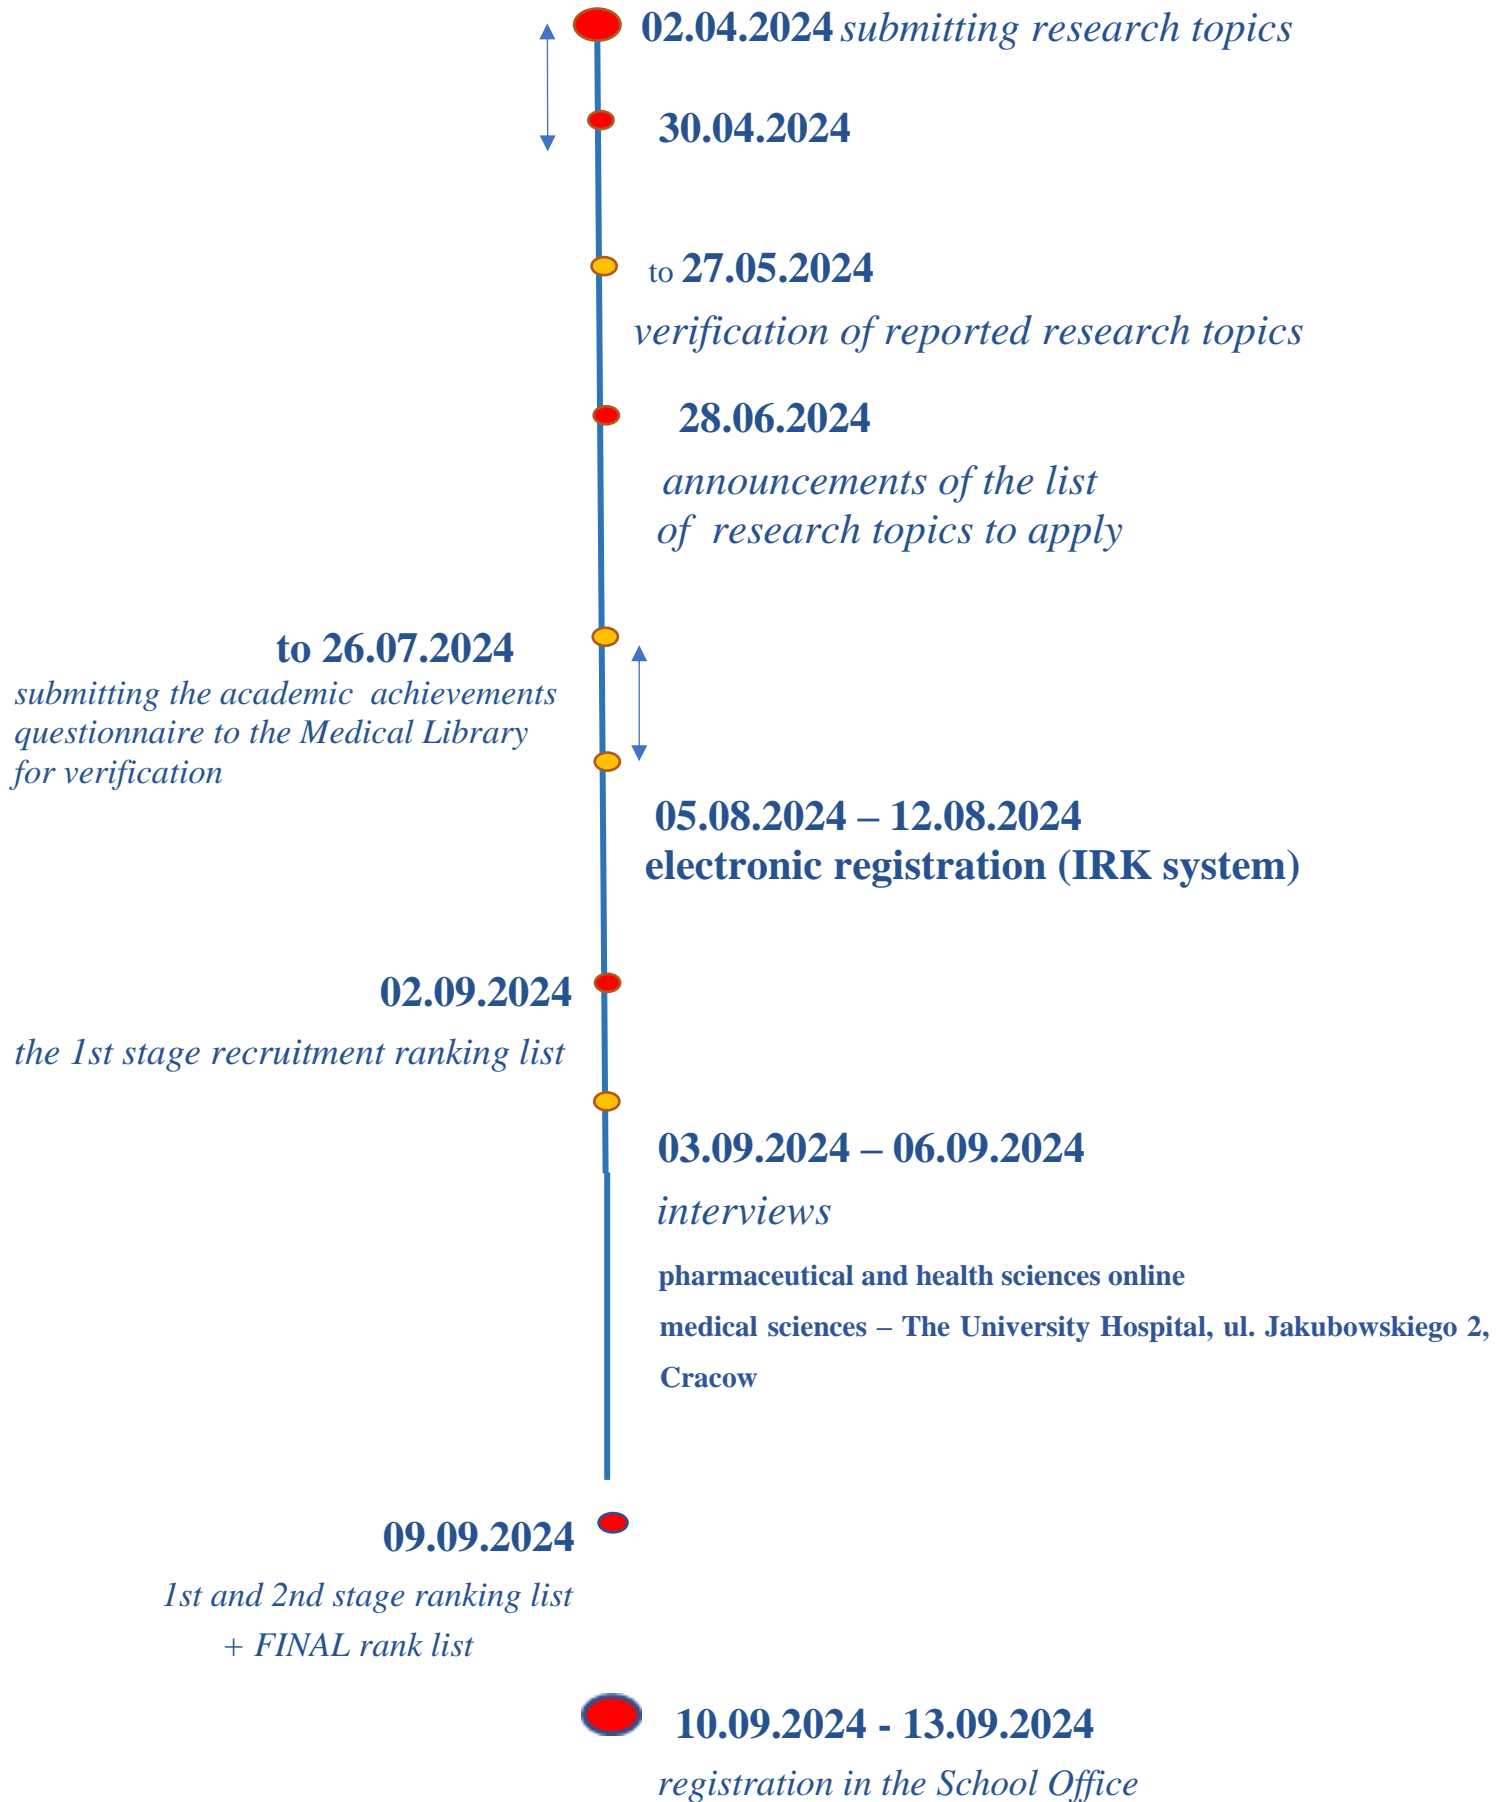 02.04.2024 submitting research topics
30.04.2024
to 27.05.2024
verification of reported research topics
28.06.2024
announcements of the list
of research topics to apply
to 26.07.2024
submitting the academic achievements
questionnaire to the Medical Library
for verification
05.08.2024 – 12.08.2024
electronic registration (IRK system)
02.09.2024
the 1st stage recruitment ranking list
03.09.2024 – 06.09.2024
interviews
pharmaceutical and health sciences online
medical sciences – The University Hospital, ul. Jakubowskiego 2,
Cracow
09.09.2024
1st and 2nd stage ranking list
+ FINAL rank list
10.09.2024 - 13.09.2024
registration in the School Office